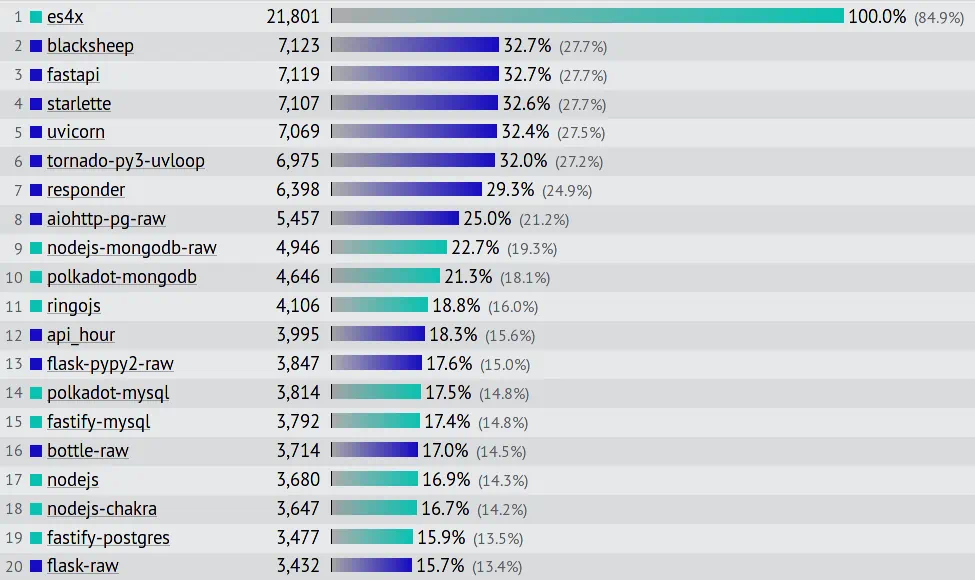 1 es4x 21,801 100.0% (84.9%)
2 blacksheep 7,123 32.7% (27.7%)
3 fastapi 7,119 32.7% (27.7%)
4 starlette 7,107 32.6% (27.7%)
5 uvicorn 7,069 32.4% (27.5%)
6 tornado-py3-uvloop 6,975 32.0% (27.2%)
7 responder 6,398 29.3% (24.9%)
8 aiohttp-pg-raw 5,457 25.0% (21.2%)
9 nodejs-mongodb-raw 4,946 22.7% (19.3%)
10 polkadot-mongodb 4,646 21.3% (18.1%)
11 ringojs 4,106 18.8% (16.0%)
12 api_hour 3,995 18.3% (15.6%)
13 flask-pypy2-raw 3,847 17.6% (15.0%)
14 polkadot-mysql 3,814 17.5% (14.8%)
15 fastify-mysql 3,792 17.4% (14.8%)
16 bottle-raw 3,714 17.0% (14.5%)
17 nodejs 3,680 16.9% (14.3%)
18 nodejs-chakra 3,647 16.7% (14.2%)
19 fastify-postgres 3,477 15.9% (13.5%)
20 flask-raw 3,432 15.7% (13.4%)